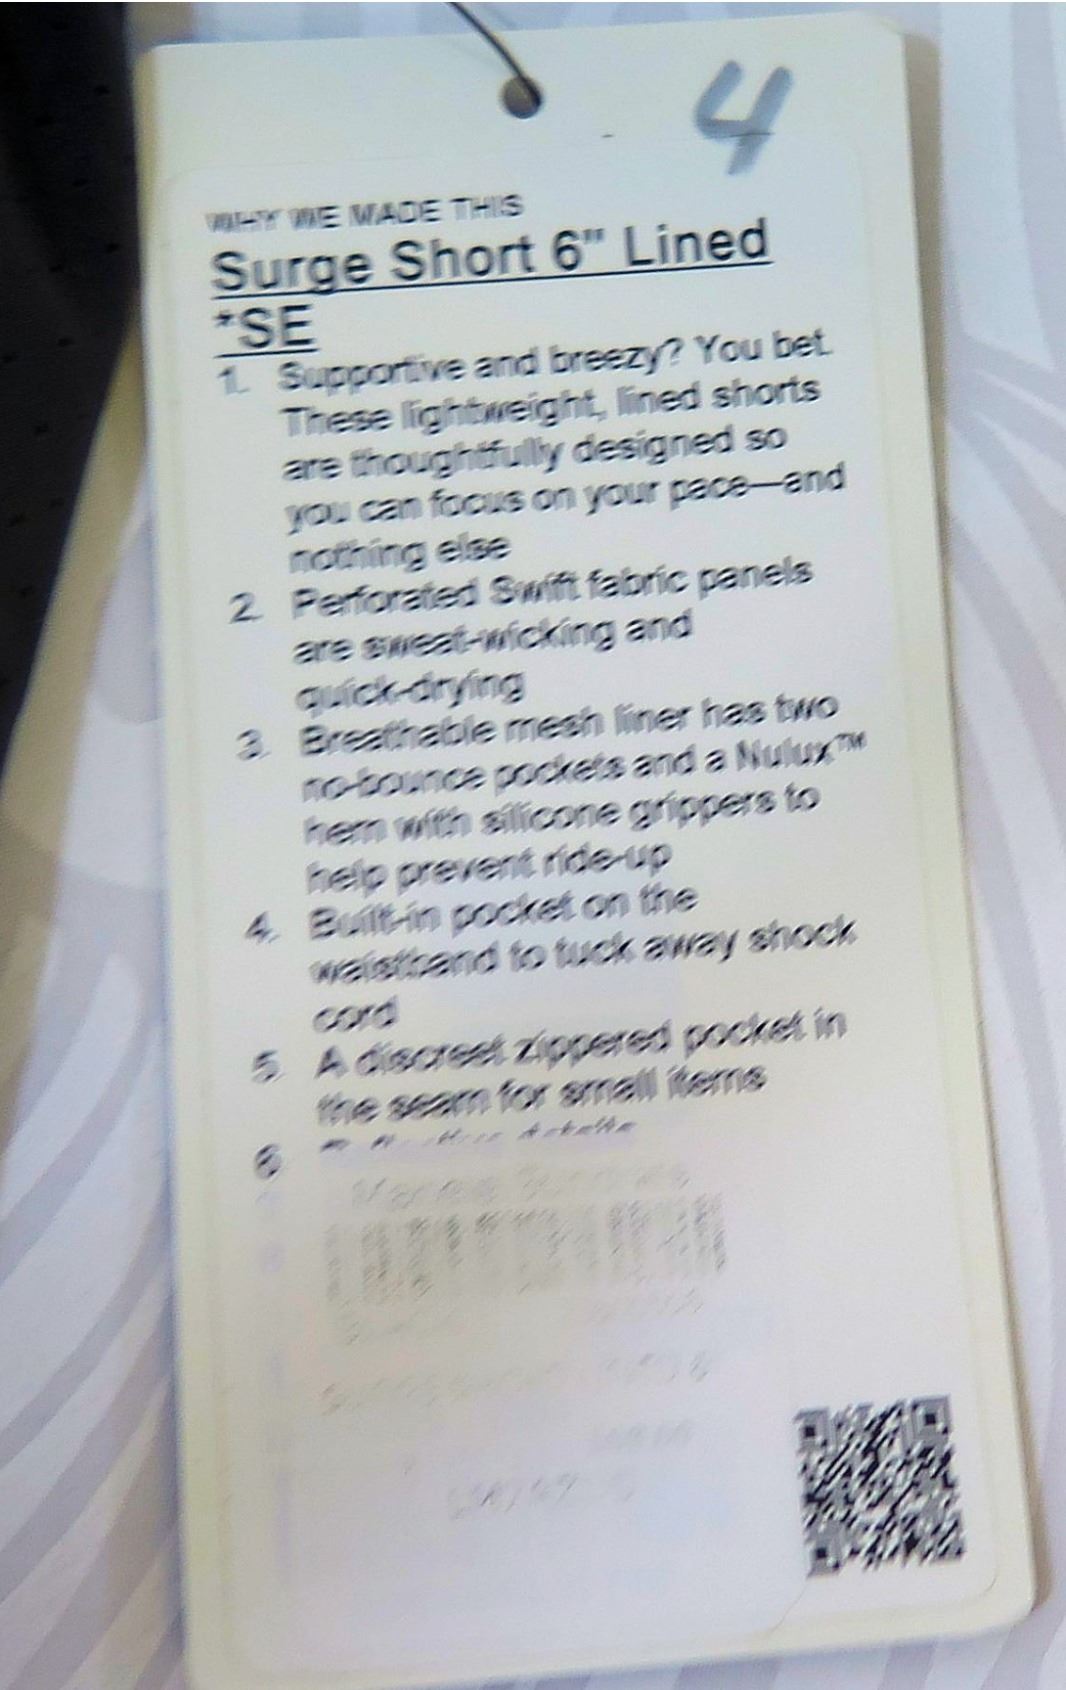 4
WHY WE MADE THIS
Surge Short 6" Lined
*SE
1. Supportive and breezy? You bet.
These lightweight, lined shorts
are thoughtfully designed so
you can focus on your pace—and
nothing else
2. Perforated Swift fabric panels
are sweat-wicking and
quick-drying
3. Breathable mesh liner has two
no-bounce pockets and a Nulux™
hem with silicone grippers to
help prevent ride-up
4. Built-in pocket on the
waistband to tuck away shock
cord
5. A discreet zippered pocket in
the seam for small items
6